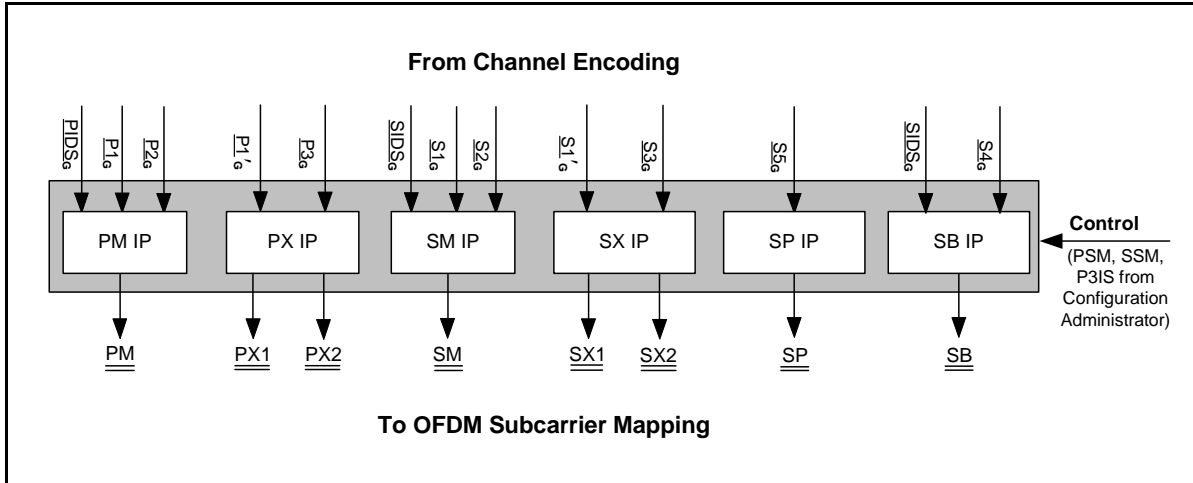 From Channel Encoding
PIDSG
P1G
P2G
P1′G
P3G
SIDSG
S1G
S2G
S1′G
S3G
S5G
SIDSG
S4G
PM IP
PX IP
SM IP
SX IP
SP IP
SB IP
Control
(PSM, SSM,
P3IS from
Configuration
Administrator)
PM
PX1
PX2
SM
SX1
SX2
SP
SB
To OFDM Subcarrier Mapping